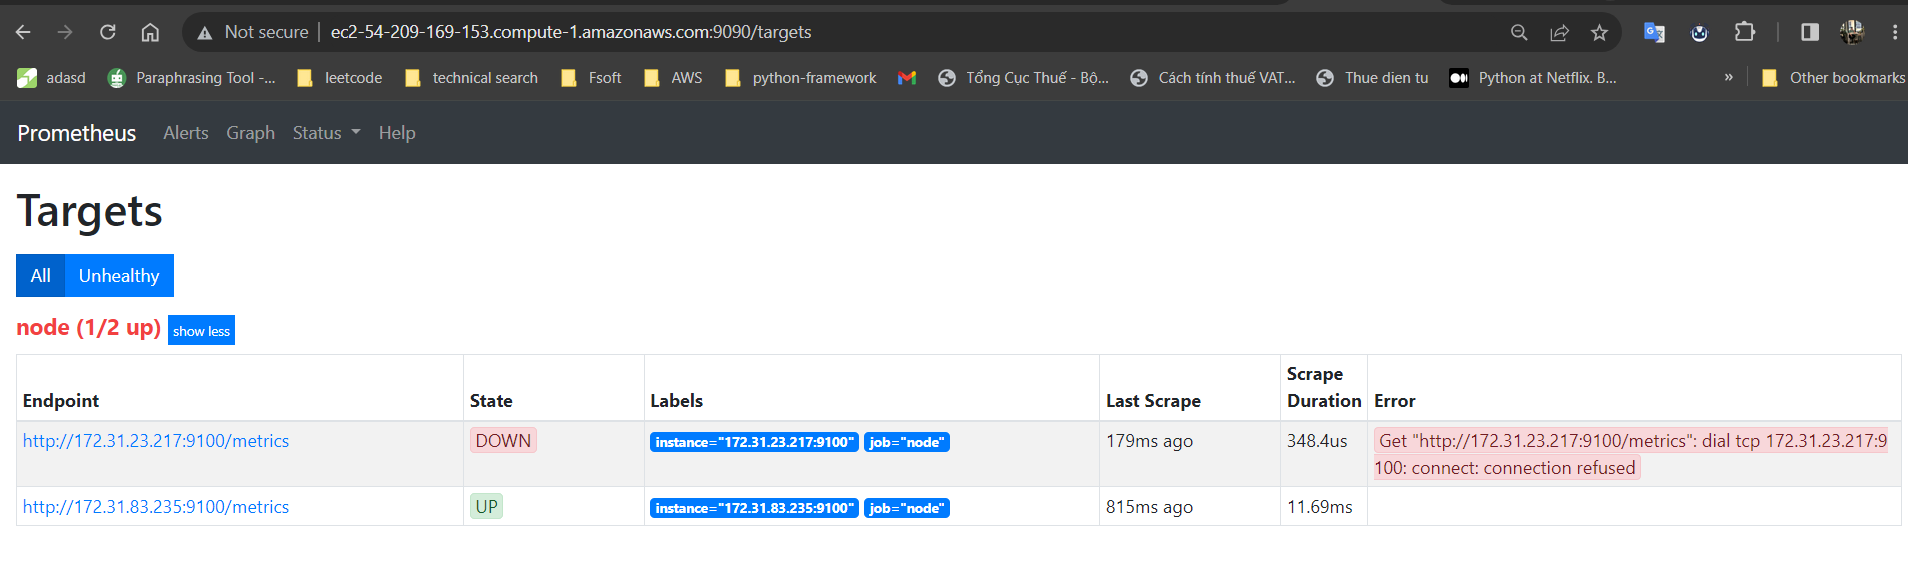 Not secure ec2-54-209-169-153.compute-1.amazonaws.com:9090/targets
adasd Paraphrasing Tool -... leetcode technical search Fsoft AWS python-framework Tổng Cục Thuế - Bộ... Cách tính thuế VAT... Thue dien tu Python at Netflix. B... » Other bookmarks
Prometheus Alerts Graph Status Help
Targets
All Unhealthy
node (1/2 up) show less
Endpoint State Labels Last Scrape Scrape Duration Error
http://172.31.23.217:9100/metrics DOWN instance="172.31.23.217:9100" job="node" 179ms ago 348.4us Get "http://172.31.23.217:9100/metrics": dial tcp 172.31.23.217:9
100: connect: connection refused
http://172.31.83.235:9100/metrics UP instance="172.31.83.235:9100" job="node" 815ms ago 11.69ms